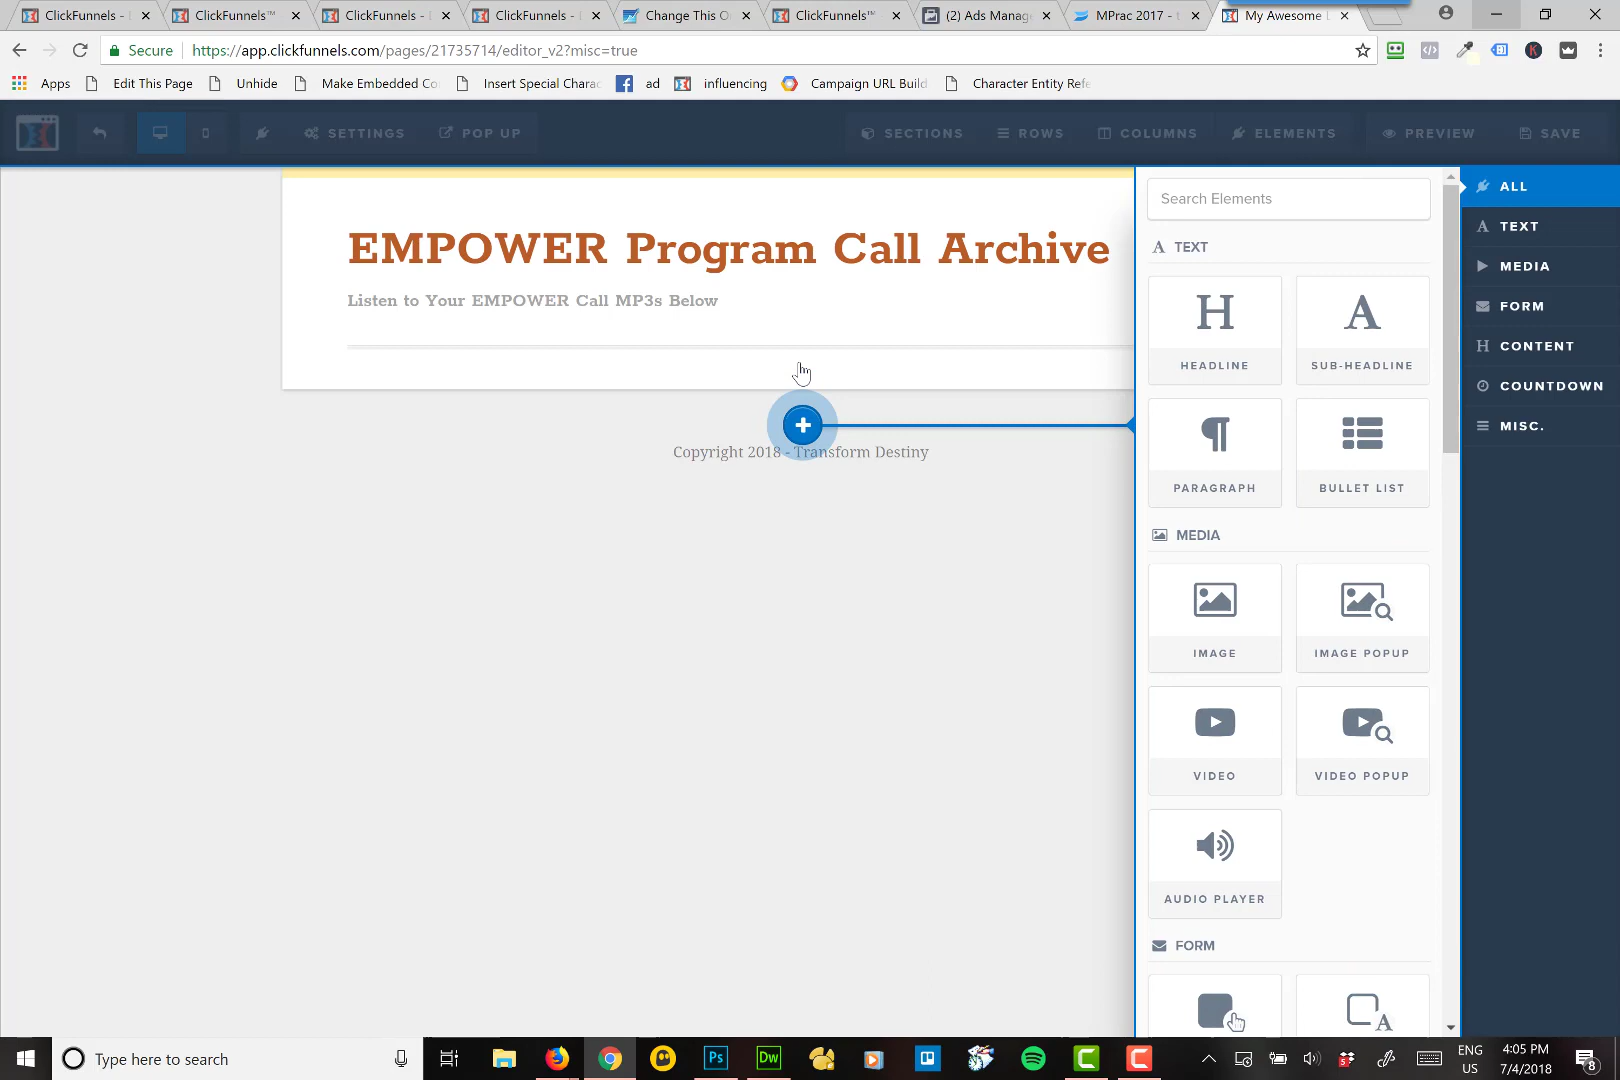 ClickFunnels - L
ClickFunnels™
ClickFunnels - 
ClickFunnels - 
Change This O
ClickFunnels™
(2) Ads Manage
MPrac 2017 - 
My Awesome
Secure
https://app.clickfunnels.com/pages/21735714/editor_v2?misc=true
Apps
Edit This Page
Unhide
Make Embedded Co
Insert Special Charac
ad
influencing
Campaign URL Build
Character Entity Refe
SETTINGS
POP UP
SECTIONS
ROWS
COLUMNS
ELEMENTS
PREVIEW
SAVE
EMPOWER Program Call Archive
Listen to Your EMPOWER Call MP3s Below
Copyright 2018 - Transform Destiny
Search Elements
TEXT
HEADLINE
SUB-HEADLINE
PARAGRAPH
BULLET LIST
MEDIA
IMAGE
IMAGE POPUP
VIDEO
VIDEO POPUP
AUDIO PLAYER
FORM
ALL
TEXT
MEDIA
FORM
CONTENT
COUNTDOWN
MISC.
Type here to search
Ps
Dw
ENG
US
4:05 PM
7/4/2018
8